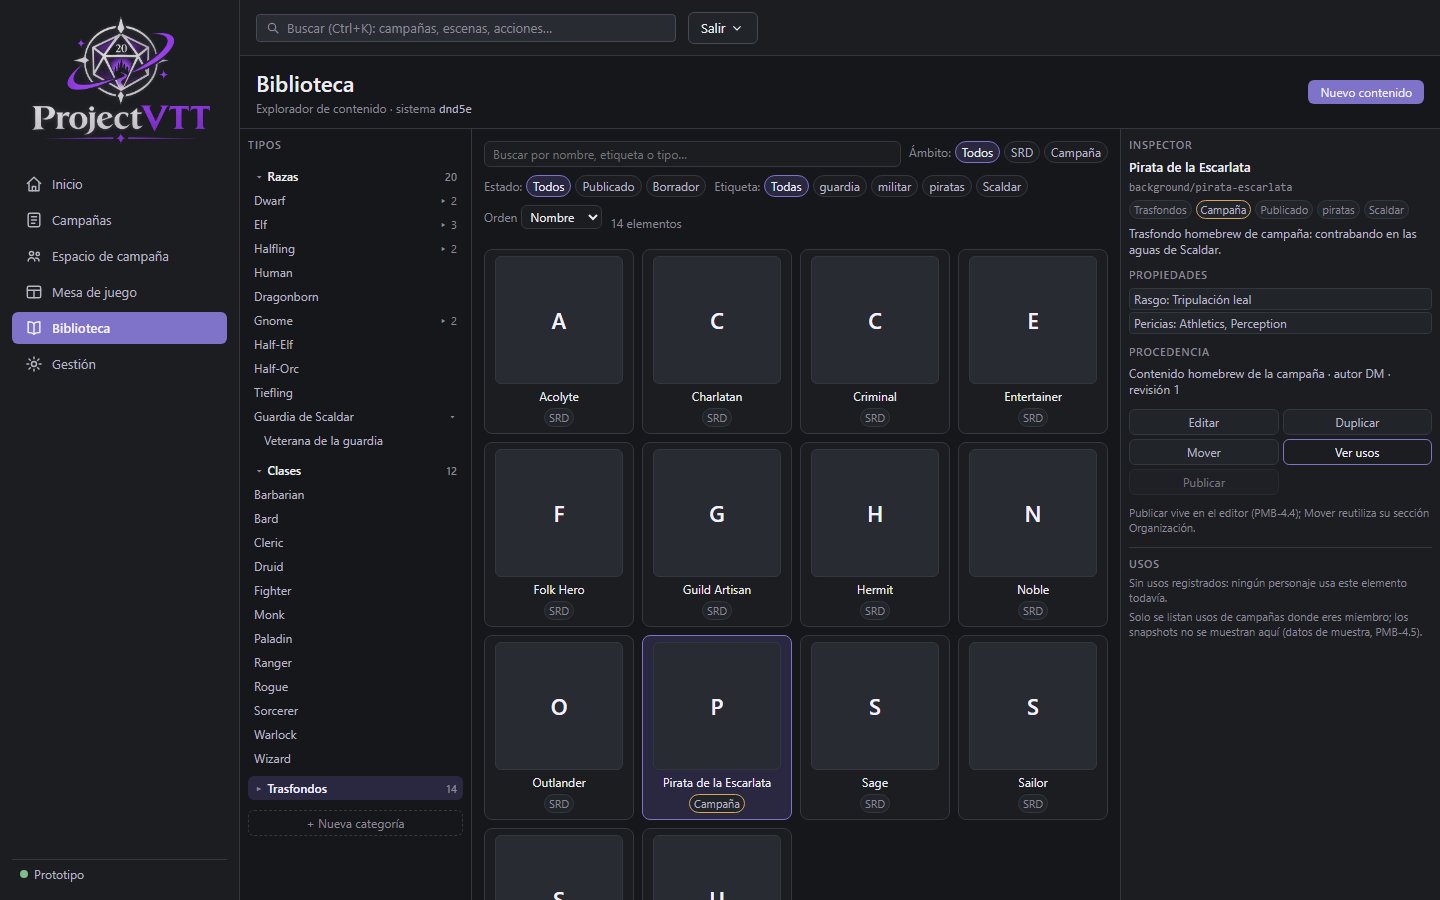 20
ProjectVTT
Inicio
Campañas
Espacio de campaña
Mesa de juego
Biblioteca
Gestión
Prototipo
Buscar (Ctrl+K): campañas, escenas, acciones...
Salir
Biblioteca
Explorador de contenido · sistema dnd5e
Nuevo contenido
TIPOS
Razas 20
Dwarf 2
Elf 3
Halfling 2
Human
Dragonborn
Gnome 2
Half-Elf
Half-Orc
Tiefling
Guardia de Scaldar
Veterana de la guardia
Clases 12
Barbarian
Bard
Cleric
Druid
Fighter
Monk
Paladin
Ranger
Rogue
Sorcerer
Warlock
Wizard
Trasfondos 14
+ Nueva categoría
Buscar por nombre, etiqueta o tipo...
Ámbito: Todos SRD Campaña
Estado: Todos Publicado Borrador Etiqueta: Todas guardia militar piratas Scaldar
Orden Nombre 14 elementos
A C C E
Acolyte Charlatan Criminal Entertainer
SRD SRD SRD SRD
F G H N
Folk Hero Guild Artisan Hermit Noble
SRD SRD SRD SRD
O P S S
Outlander Pirata de la Escarlata Sage Sailor
SRD Campaña SRD SRD
S U
INSPECTOR
Pirata de la Escarlata
background/pirata-escarlata
Trasfondos Campaña Publicado piratas Scaldar
Trasfondo homebrew de campaña: contrabando en las
aguas de Scaldar.
PROPIEDADES
Rasgo: Tripulación leal
Pericias: Athletics, Perception
PROCEDENCIA
Contenido homebrew de la campaña · autor DM ·
revisión 1
Editar Duplicar
Mover Ver usos
Publicar
Publicar vive en el editor (PMB-4.4); Mover reutiliza su sección
Organización.
USOS
Sin usos registrados: ningún personaje usa este elemento
todavía.
Solo se listan usos de campañas donde eres miembro; los
snapshots no se muestran aquí (datos de muestra, PMB-4.5).